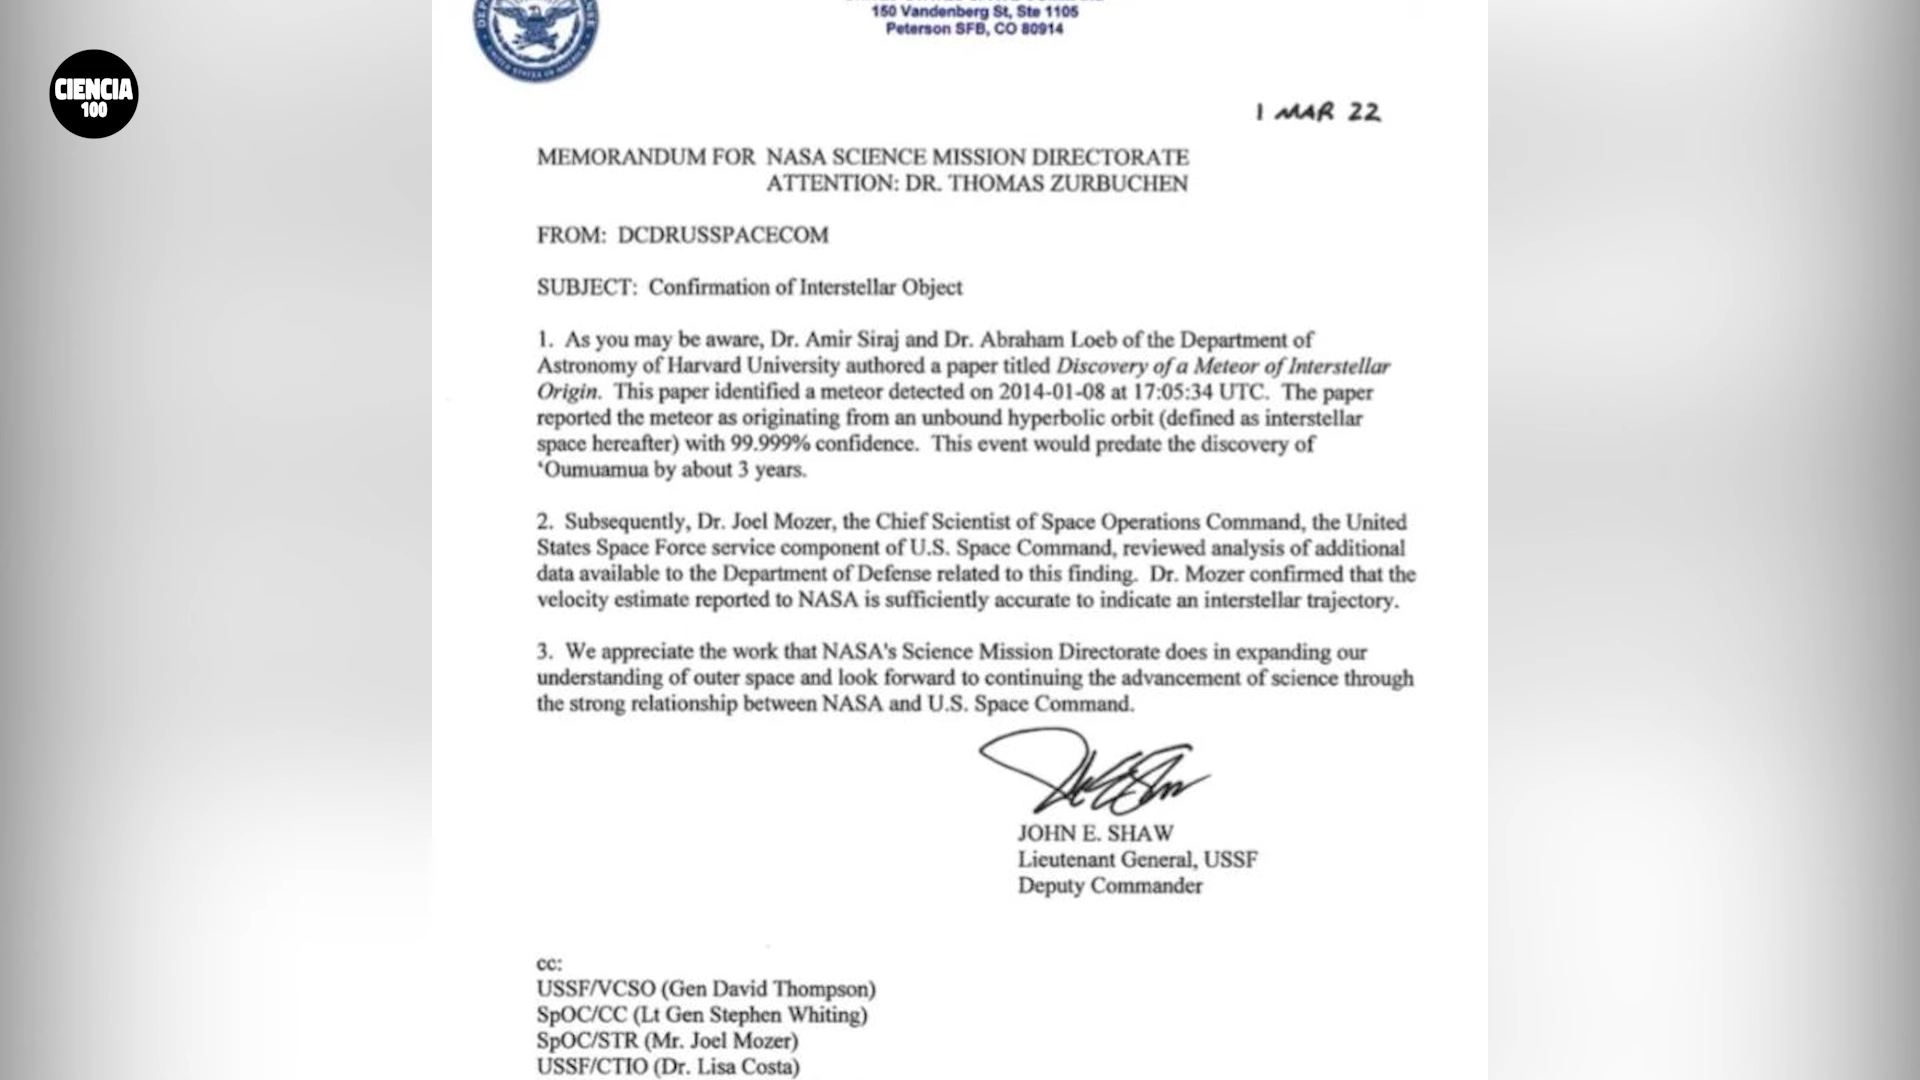 CIENCIA
100
150 Vandenberg St, Ste 1105
Peterson SFB, CO 80914
1 MAR 22
MEMORANDUM FOR NASA SCIENCE MISSION DIRECTORATE
ATTENTION: DR. THOMAS ZURBUCHEN
FROM: DCDRUSSPACECOM
SUBJECT: Confirmation of Interstellar Object
1. As you may be aware, Dr. Amir Siraj and Dr. Abraham Loeb of the Department of
Astronomy of Harvard University authored a paper titled Discovery of a Meteor of Interstellar
Origin. This paper identified a meteor detected on 2014-01-08 at 17:05:34 UTC. The paper
reported the meteor as originating from an unbound hyperbolic orbit (defined as interstellar
space hereafter) with 99.999% confidence. This event would predate the discovery of
‘Oumuamua by about 3 years.
2. Subsequently, Dr. Joel Mozer, the Chief Scientist of Space Operations Command, the United
States Space Force service component of U.S. Space Command, reviewed analysis of additional
data available to the Department of Defense related to this finding. Dr. Mozer confirmed that the
velocity estimate reported to NASA is sufficiently accurate to indicate an interstellar trajectory.
3. We appreciate the work that NASA's Science Mission Directorate does in expanding our
understanding of outer space and look forward to continuing the advancement of science through
the strong relationship between NASA and U.S. Space Command.
JOHN E. SHAW
Lieutenant General, USSF
Deputy Commander
cc:
USSF/VCSO (Gen David Thompson)
SpOC/CC (Lt Gen Stephen Whiting)
SpOC/STR (Mr. Joel Mozer)
USSF/CTIO (Dr. Lisa Costa)